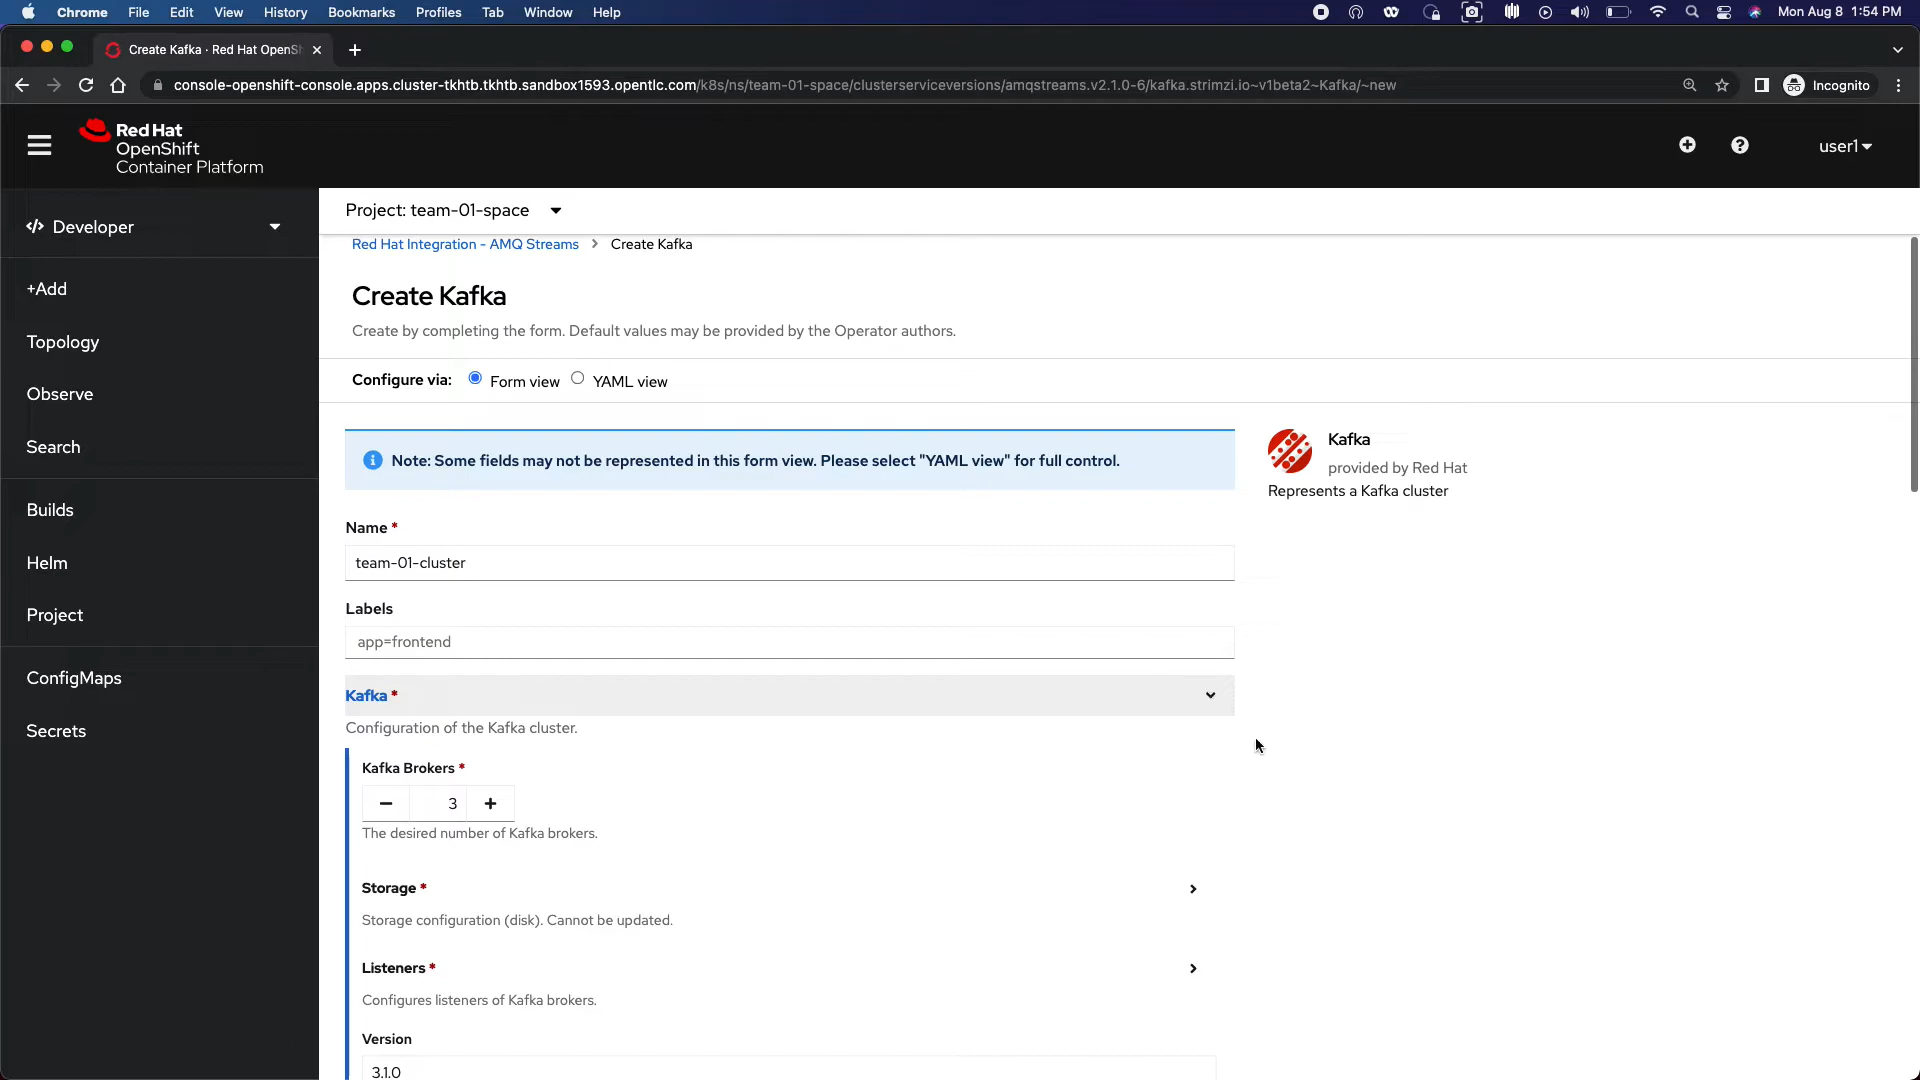 Chrome File Edit View History Bookmarks Profiles Tab Window Help Mon Aug 8 1:54 PM
Create Kafka · Red Hat OpenS
console-openshift-console.apps.cluster-tkhtb.tkhtb.sandbox1593.opentlc.com/k8s/ns/team-01-space/clusterserviceversions/amqstreams.v2.1.0-6/kafka.strimzi.io~v1beta2~Kafka/~new Incognito
Red Hat
OpenShift
Container Platform
user1
Developer
+Add
Topology
Observe
Search
Builds
Helm
Project
ConfigMaps
Secrets
Project: team-01-space
Red Hat Integration - AMQ Streams > Create Kafka
Create Kafka
Create by completing the form. Default values may be provided by the Operator authors.
Configure via: Form view YAML view
Note: Some fields may not be represented in this form view. Please select "YAML view" for full control.
Kafka
provided by Red Hat
Represents a Kafka cluster
Name *
team-01-cluster
Labels
app=frontend
Kafka *
Configuration of the Kafka cluster.
Kafka Brokers *
3
The desired number of Kafka brokers.
Storage *
Storage configuration (disk). Cannot be updated.
Listeners *
Configures listeners of Kafka brokers.
Version
3.1.0